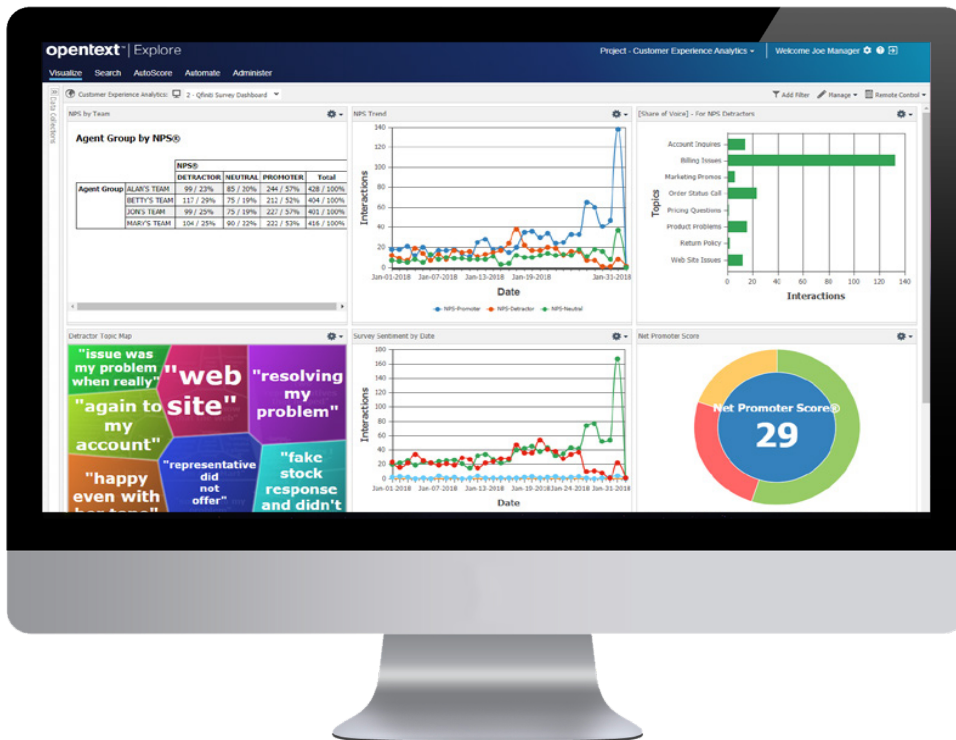 opentext™ | Explore
Project - Customer Experience Analytics
Welcome Joe Manager
Visualize Search AutoScore Automate Administer
Data Collections
Customer Experience Analytics: 2 - Qfiniti Survey Dashboard
Add Filter Manage Remote Control
NPS by Team
Agent Group by NPS®
NPS®
DETRACTOR NEUTRAL PROMOTER Total
Agent Group ALAN'S TEAM 99 / 23% 85 / 20% 244 / 57% 428 / 100%
BETTY'S TEAM 117 / 29% 75 / 19% 212 / 52% 404 / 100%
JON'S TEAM 99 / 25% 75 / 19% 227 / 57% 401 / 100%
MARY'S TEAM 104 / 25% 90 / 22% 222 / 53% 416 / 100%
NPS Trend
Interactions
140
120
100
80
60
40
20
0
Jan-01-2018 Jan-07-2018 Jan-13-2018 Jan-19-2018 Jan-31-2018
Date
NPS-Promoter NPS-Detractor NPS-Neutral
[Share of Voice] - For NPS Detractors
Topics
Account Inquires
Billing Issues
Marketing Promos
Order Status Call
Pricing Questions
Product Problems
Return Policy
Web Site Issues
0 20 40 60 80 100 120 140
Interactions
Detractor Topic Map
"issue was
my problem
when really"
"web
site"
"resolving
my
problem"
"again to
my
account"
"representative
did
not
offer"
"fake
stock
response
and didn't
"happy
even with
Survey Sentiment by Date
Interactions
180
160
140
120
100
80
60
40
20
0
Jan-01-2018 Jan-07-2018 Jan-13-2018 Jan-19-2018 Jan-24-2018 Jan-31-2018
Date
Net Promoter Score
Net Promoter Score®
29